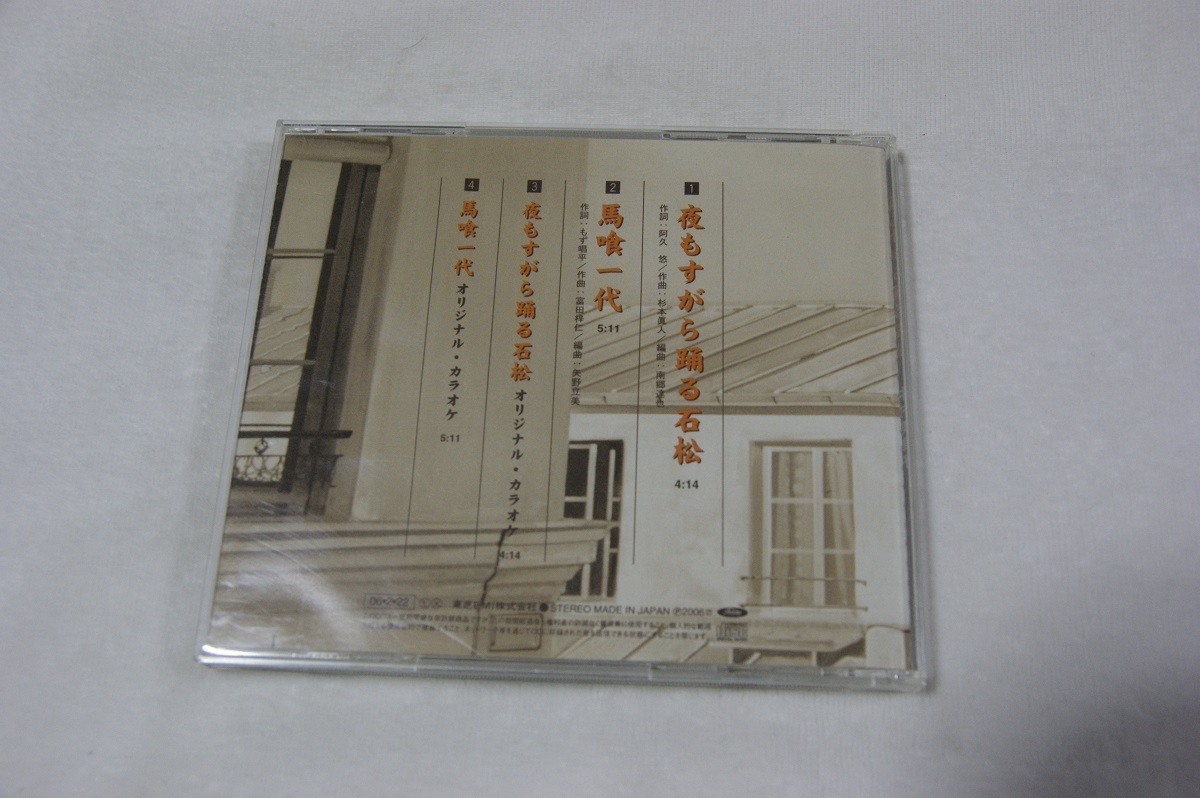 1
夜もすがら踊る石松
4:14
作詞:阿久 悠/作曲:杉本眞人/編曲:南郷達也
2
馬喰一代
5:11
作詞:もず唱平/作曲:富田梓仁/編曲:矢野立美
3
夜もすがら踊る石松 オリジナル・カラオケ
4:14
4
馬喰一代 オリジナル・カラオケ
5:11
06・2・22 東芝EMI株式会社 ● STEREO MADE IN JAPAN ℗2006